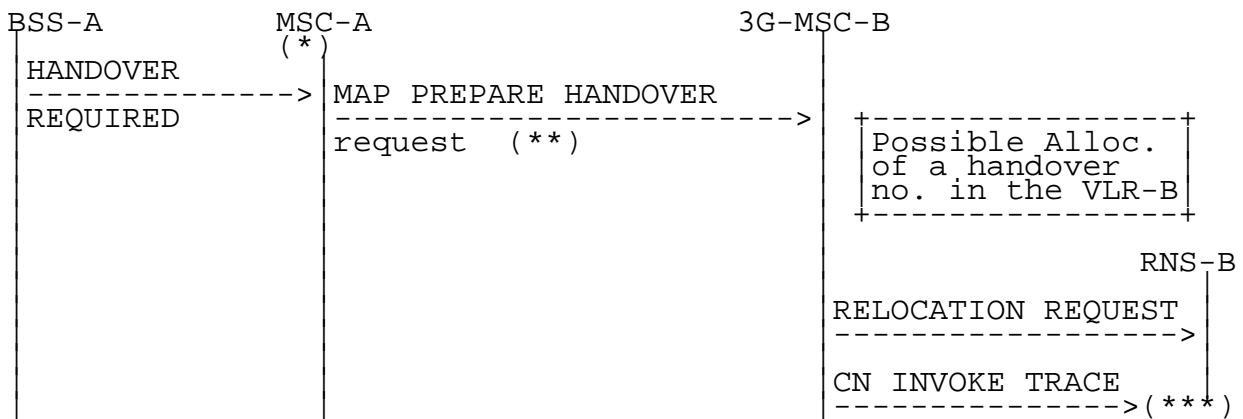 BSS-A MSC-A 3G-MSC-B
(*)
HANDOVER
REQUIRED
MAP PREPARE HANDOVER
request (**)
Possible Alloc.
of a handover
no. in the VLR-B
RNS-B
RELOCATION REQUEST
CN INVOKE TRACE
(***)